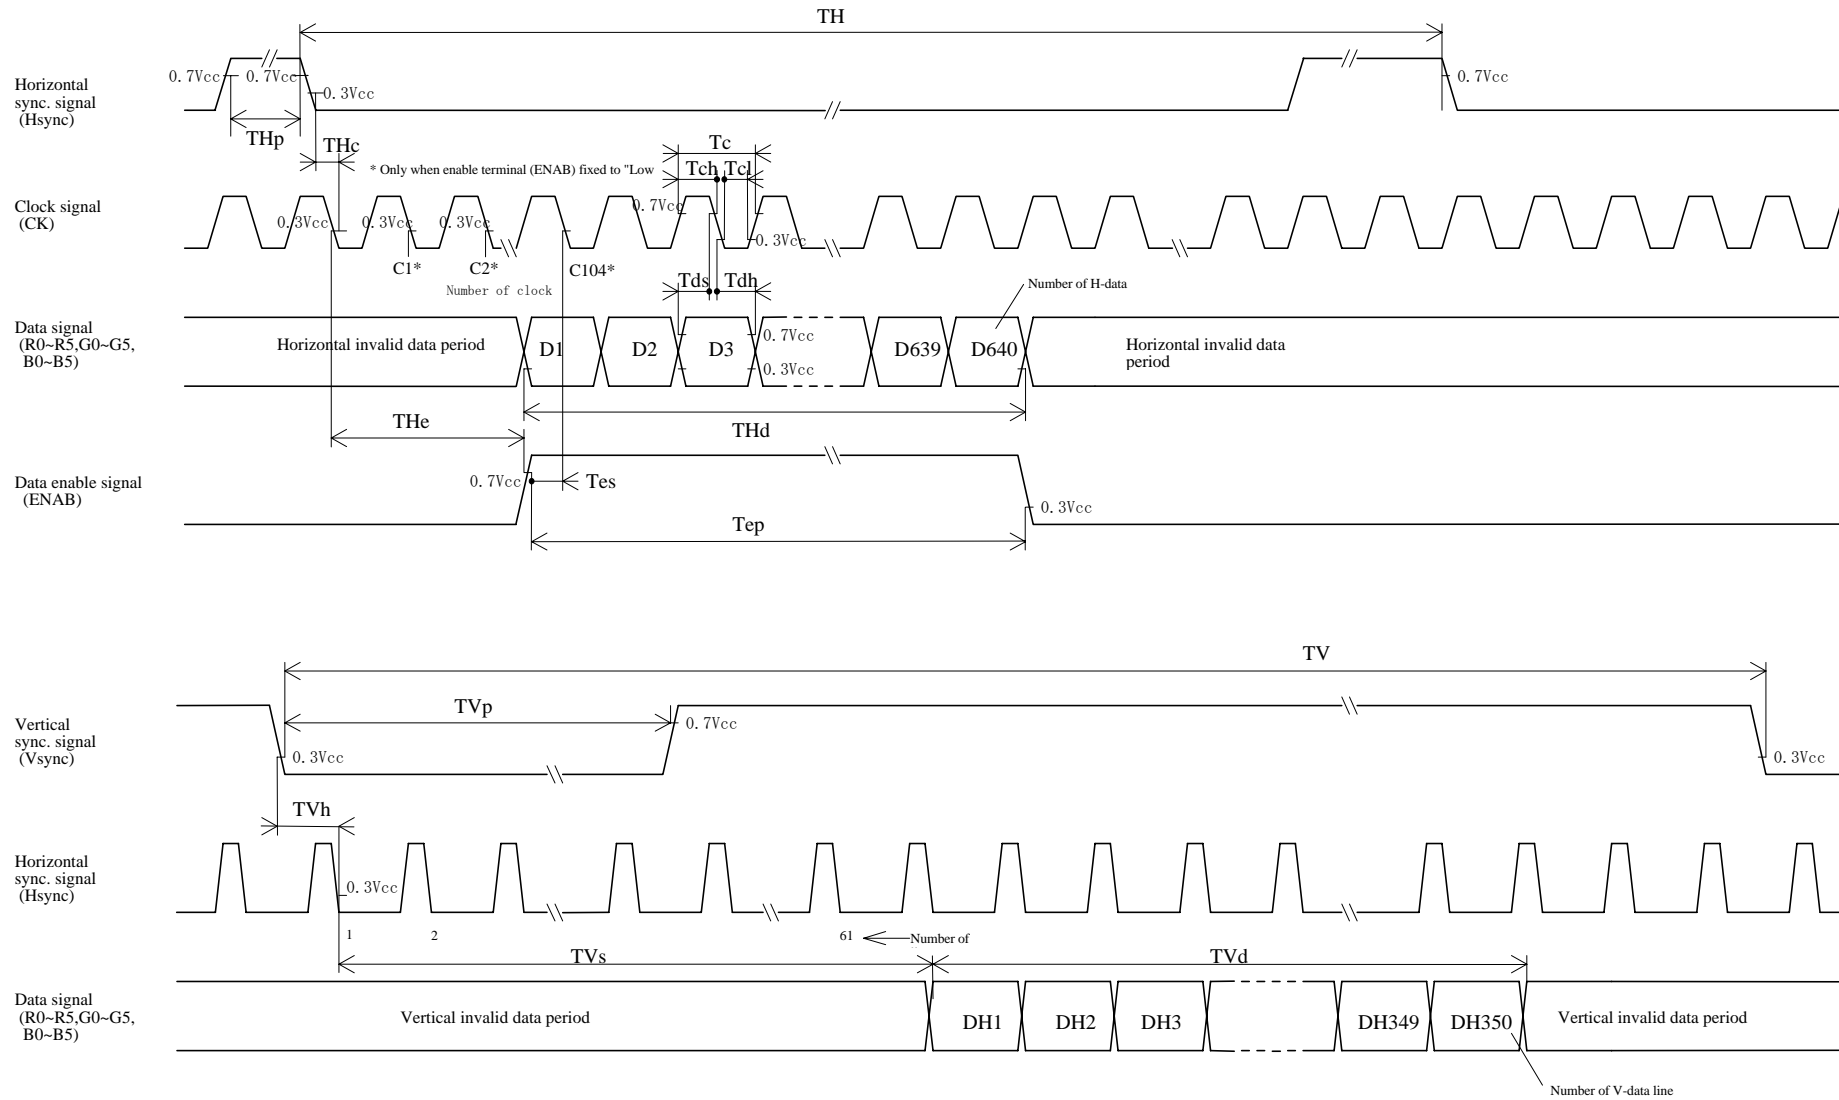 TH
Horizontal
sync. signal
(Hsync)
0.7Vcc
0.7Vcc
0.3Vcc
0.7Vcc
THp
THc
* Only when enable terminal (ENAB) fixed to "Low
Tc
Tch
Tcl
Clock signal
(CK)
0.3Vcc
0.3Vcc
0.3Vcc
0.7Vcc
0.3Vcc
C1*
C2*
C104*
Number of clock
Tds
Tdh
Number of H-data
Data signal
(R0~R5,G0~G5,
B0~B5)
Horizontal invalid data period
D1
D2
D3
0.7Vcc
0.3Vcc
D639
D640
Horizontal invalid data
period
THe
THd
Data enable signal
(ENAB)
0.7Vcc
Tes
0.3Vcc
Tep
TV
Vertical
sync. signal
(Vsync)
TVp
0.7Vcc
0.3Vcc
0.3Vcc
TVh
Horizontal
sync. signal
(Hsync)
0.3Vcc
1
2
61
Number of
TVs
TVd
Data signal
(R0~R5,G0~G5,
B0~B5)
Vertical invalid data period
DH1
DH2
DH3
DH349
DH350
Vertical invalid data period
Number of V-data line